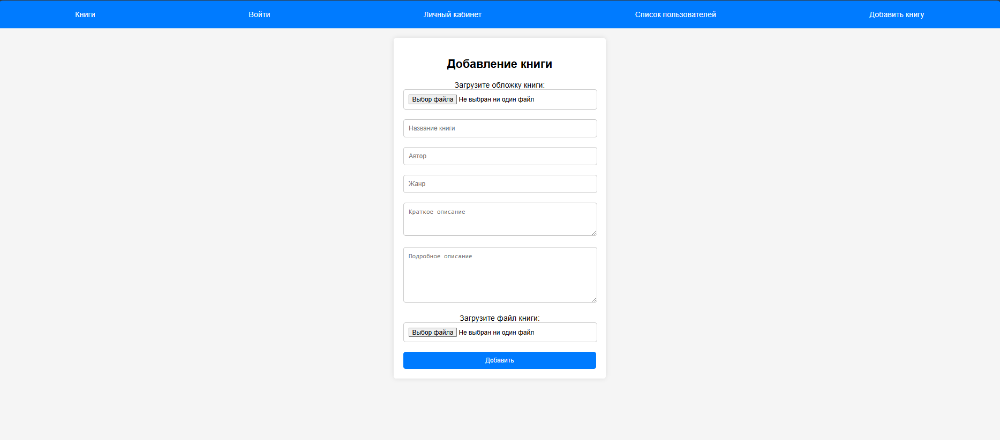 Книги Войти Личный кабинет Список пользователей Добавить книгу
Добавление книги
Загрузите обложку книги:
Выбор файла Не выбран ни один файл
Название книги
Автор
Жанр
Краткое описание
Подробное описание
Загрузите файл книги:
Выбор файла Не выбран ни один файл
Добавить